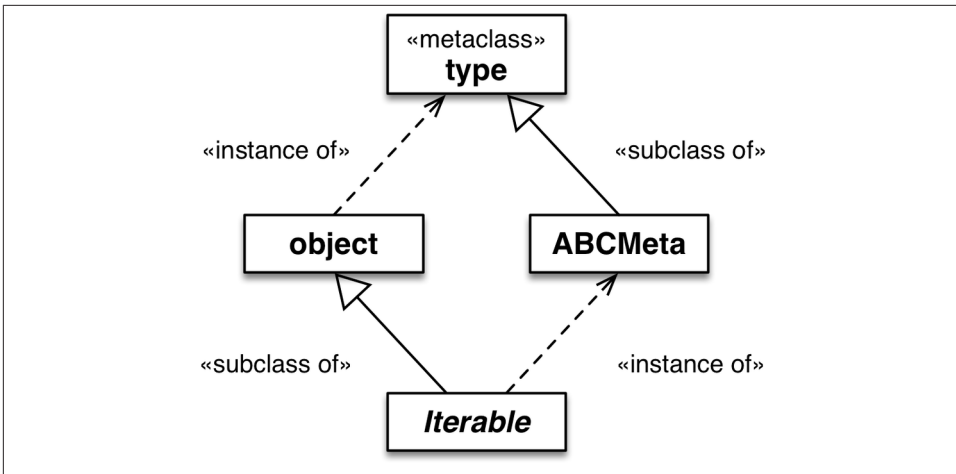 «metaclass»
type
«instance of»
«subclass of»
object
ABCMeta
«subclass of»
«instance of»
Iterable